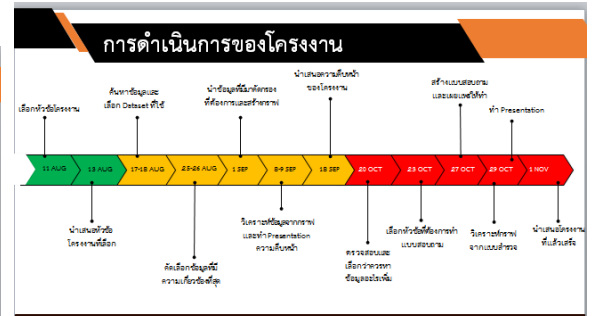 การดำเนินการของโครงงาน
เลือกหัวข้อโครงงาน
ค้นหาข้อมูลและ
เลือก Dataset ที่ใช้
นำข้อมูลที่มีมาคัดกรอง
ที่ต้องการและสร้างกราฟ
นำเสนอความคืบหน้า
ของโครงงาน
สร้างแบบสอบถาม
และเผยแพร่ให้ทำ
ทำ Presentation
11 AUG
13 AUG
17-18 AUG
25-26 AUG
1 SEP
8-9 SEP
18 SEP
20 OCT
23 OCT
27 OCT
29 OCT
1 NOV
นำเสนอหัวข้อ
โครงงานที่เลือก
คัดเลือกข้อมูลที่มี
ความเกี่ยวข้องที่สุด
วิเคราะห์ข้อมูลจากกราฟ
และทำ Presentation
ความคืบหน้า
ตรวจสอบและ
เลือกว่าควรหา
ข้อมูลอะไรเพิ่ม
เลือกหัวข้อที่ต้องการทำ
แบบสอบถาม
วิเคราะห์กราฟ
จากแบบสำรวจ
นำเสนอโครงงาน
ที่แล้วเสร็จ